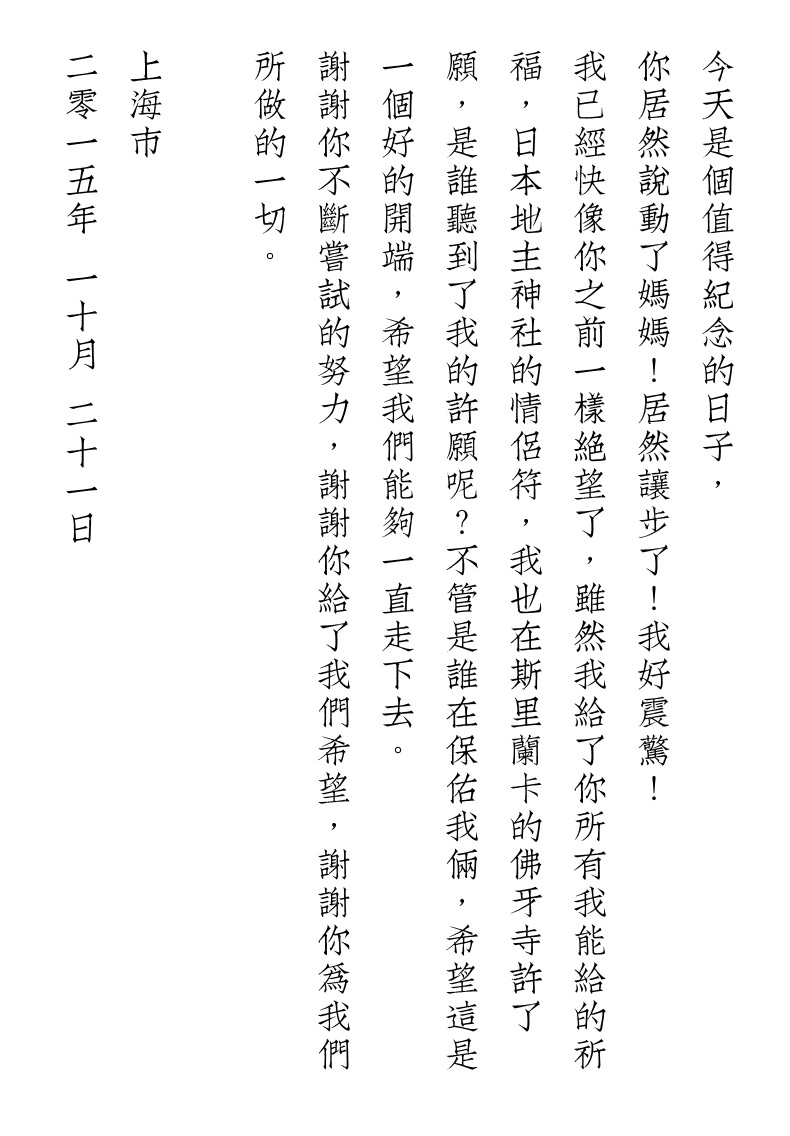 今天是個值得紀念的日子，
你居然說動了媽媽！居然讓步了！我好震驚！
我已經快像你之前一樣絕望了，雖然我給了你所有我能給的祈
福，日本地主神社的情侶符，我也在斯里蘭卡的佛牙寺許了
願，是誰聽到了我的許願呢？不管是誰在保佑我倆，希望這是
一個好的開端，希望我們能夠一直走下去。
謝謝你不斷嘗試的努力，謝謝你給了我們希望，謝謝你為我們
所做的一切。
上海市
二零一五年　一十月　二十一日